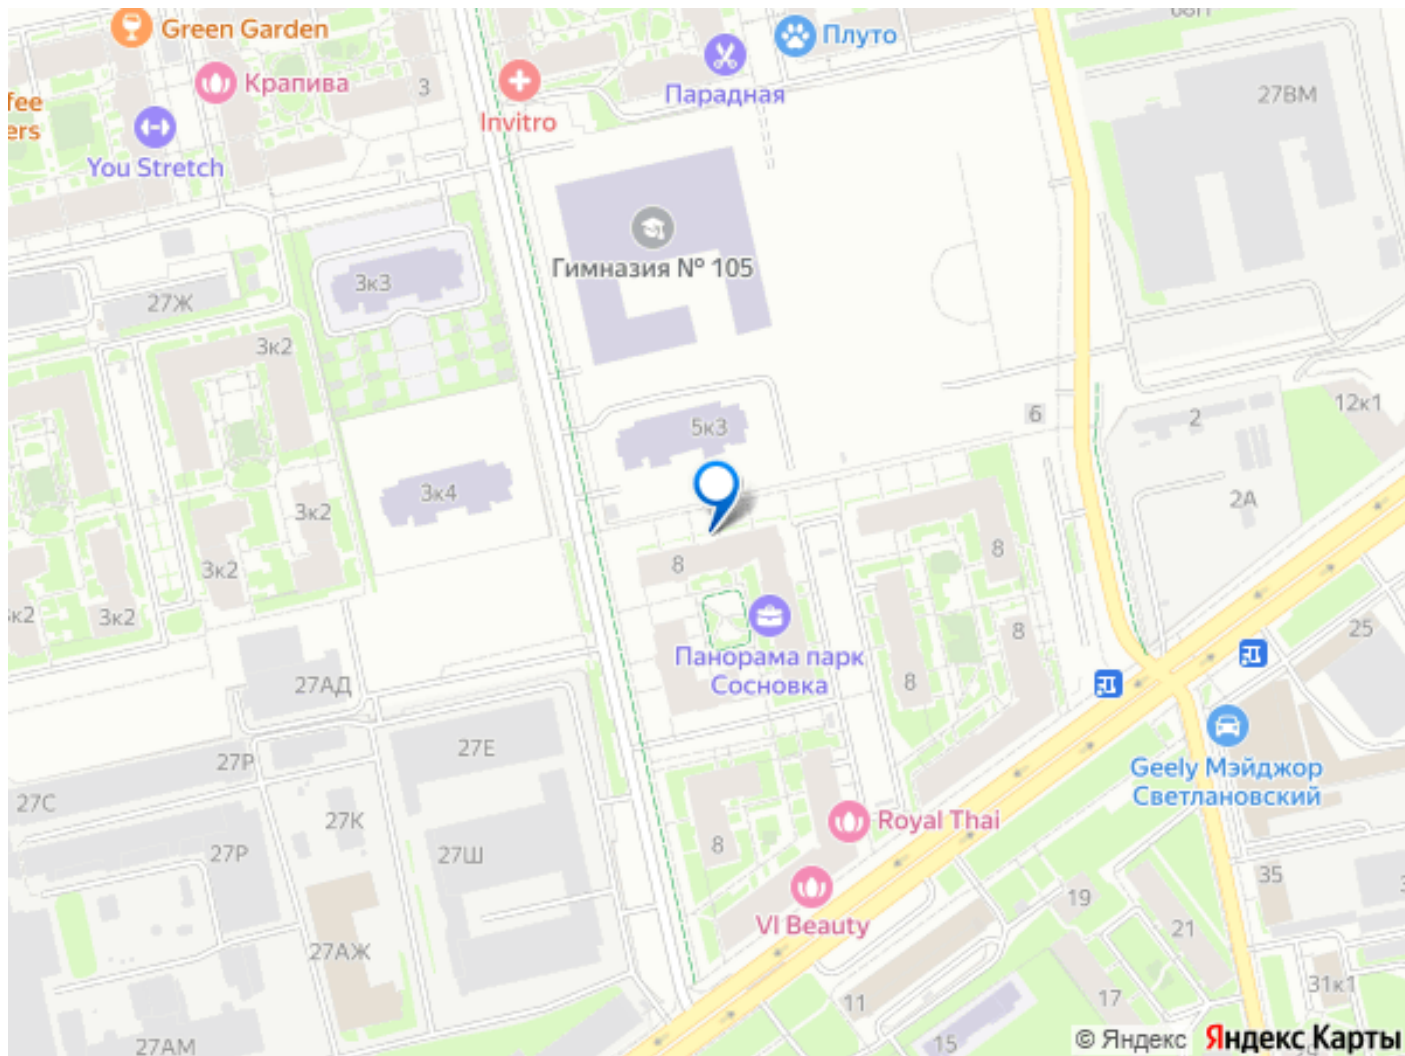 Green Garden
Плуто
Крапива
3
Парадная
27ВМ
fee
ers
Invitro
You Stretch
Гимназия № 105
3к3
27Ж
3к2
12к1
6
2
5к3
3к4
2А
3к2
8
8
3к2
к2
3к2
8
25
Панорама парк
Сосновка
8
27АД
27Е
27Р
Geely Мэйджор
Светлановский
27С
27К
Royal Thai
27Р
27Ш
8
35
19
VI Beauty
21
27АЖ
31к1
17
11
15
27АМ
© Яндекс
Яндекс Карты